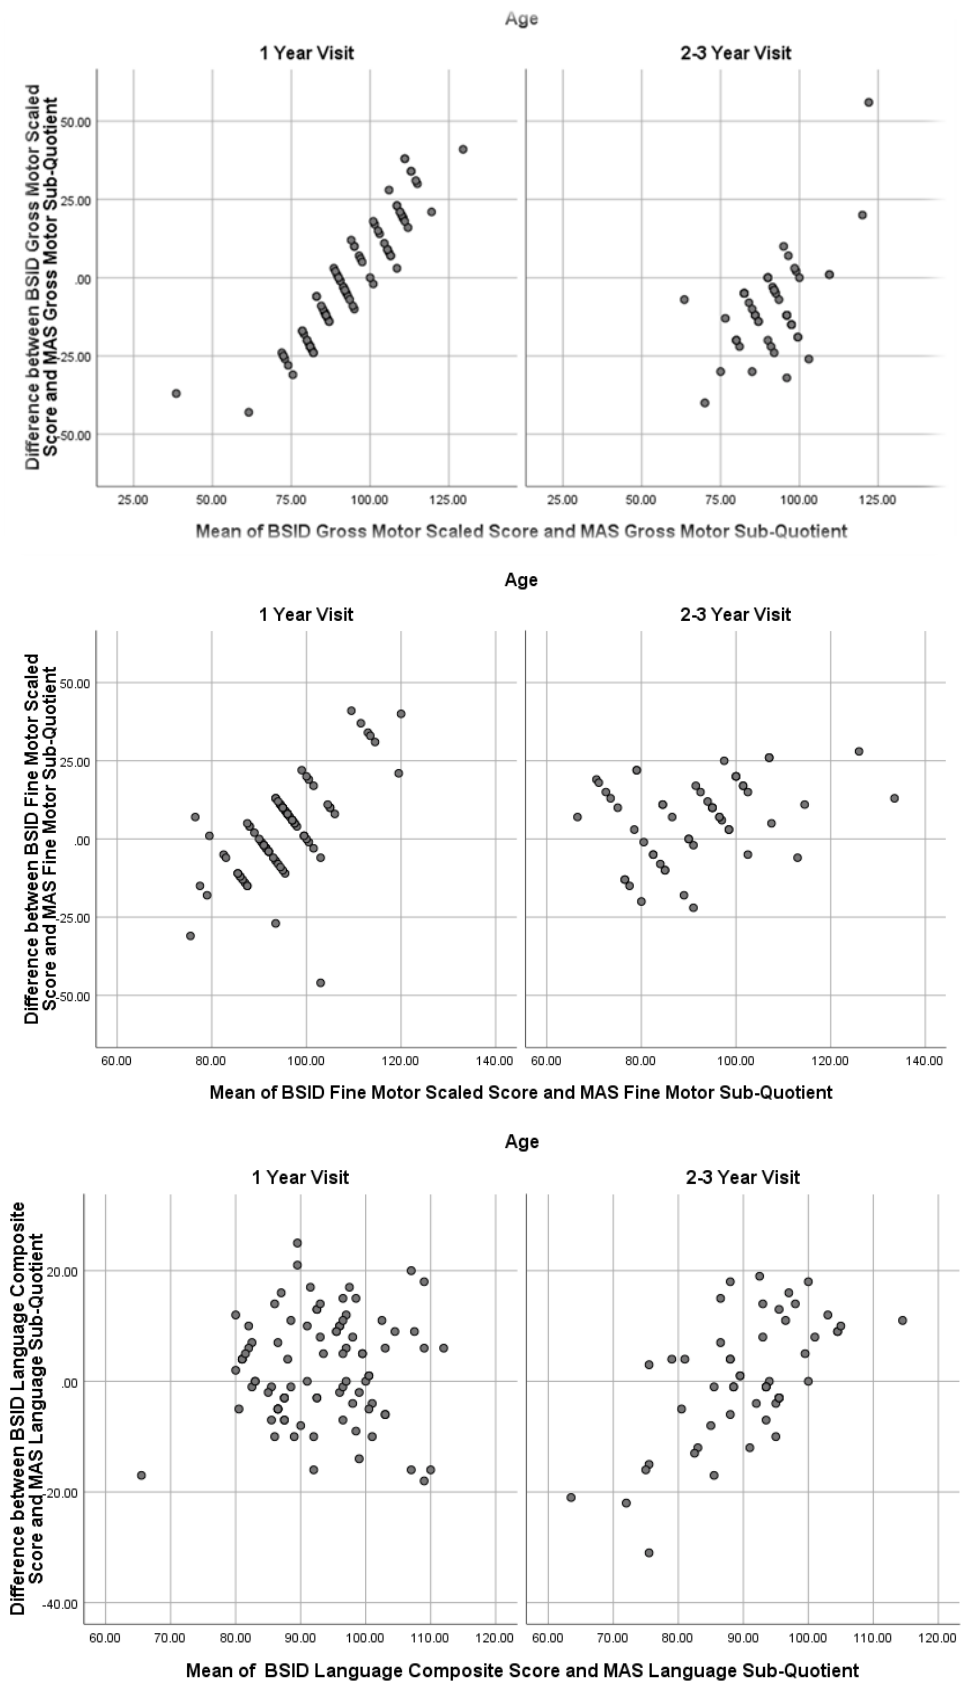 Age
1 Year Visit
2-3 Year Visit
Difference between BSID Gross Motor Scaled
Score and MAS Gross Motor Sub-Quotient
50.00
25.00
.00
-25.00
-50.00
25.00 50.00 75.00 100.00 125.00
25.00 50.00 75.00 100.00 125.00
Mean of BSID Gross Motor Scaled Score and MAS Gross Motor Sub-Quotient
Age
1 Year Visit
2-3 Year Visit
Difference between BSID Fine Motor Scaled
Score and MAS Fine Motor Sub-Quotient
50.00
25.00
.00
-25.00
-50.00
60.00 80.00 100.00 120.00 140.00
60.00 80.00 100.00 120.00 140.00
Mean of BSID Fine Motor Scaled Score and MAS Fine Motor Sub-Quotient
Age
1 Year Visit
2-3 Year Visit
Difference between BSID Language Composite
Score and MAS Language Sub-Quotient
20.00
.00
-20.00
-40.00
60.00 70.00 80.00 90.00 100.00 110.00 120.00
60.00 70.00 80.00 90.00 100.00 110.00 120.00
Mean of BSID Language Composite Score and MAS Language Sub-Quotient